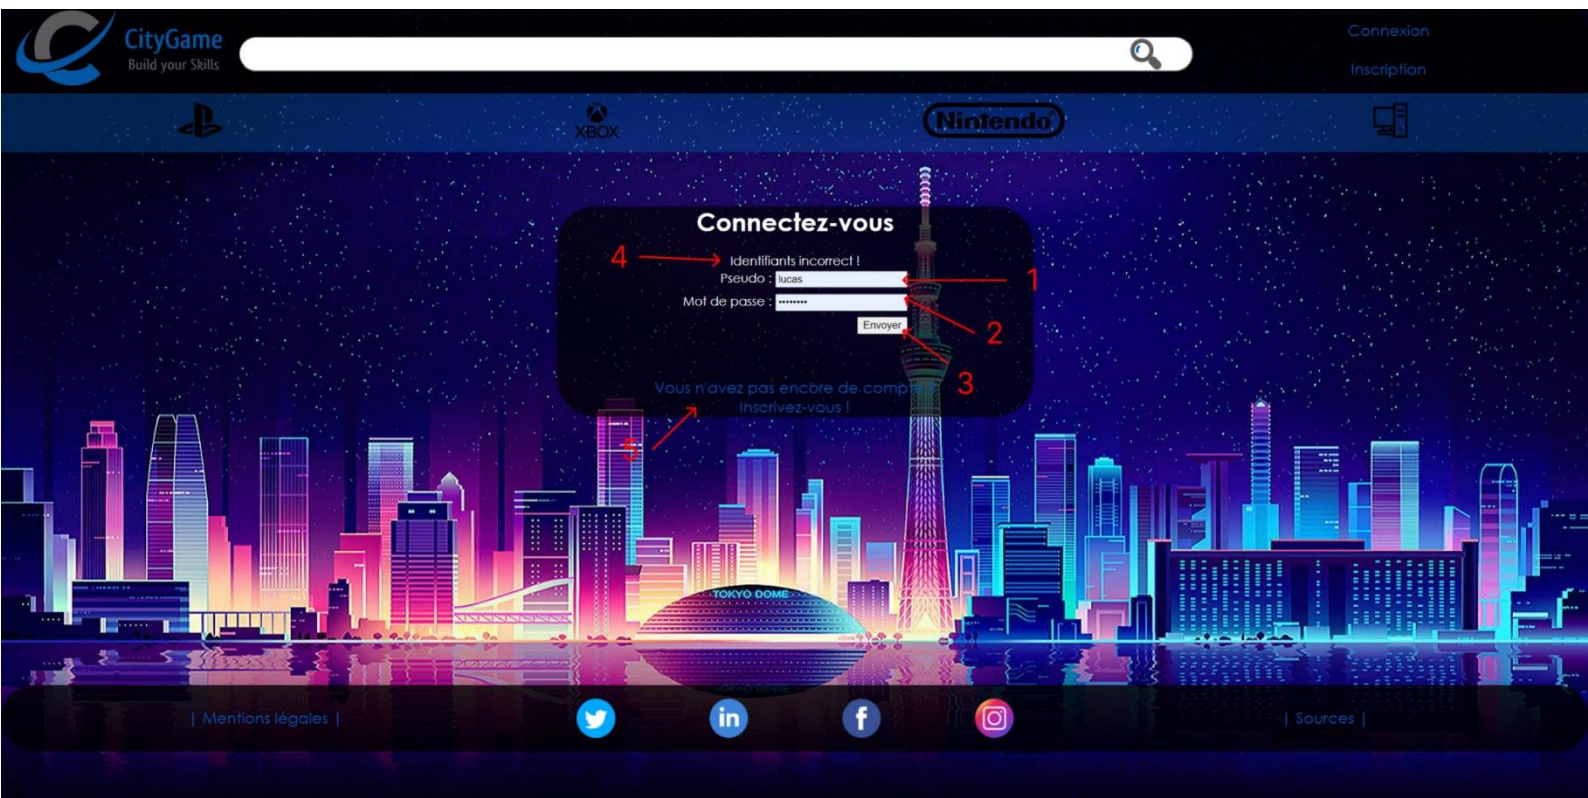 CityGame
Build your Skills
Connexion
Inscription
XBOX
Nintendo
Connectez-vous
4
Identifiants incorrect !
Pseudo : lucas
1
Mot de passe : ••••••••
2
Envoyer
3
Vous n'avez pas encore de compte ?
Inscrivez-vous !
5
TOKYO DOME
| Mentions légales |
in
f
| Sources |